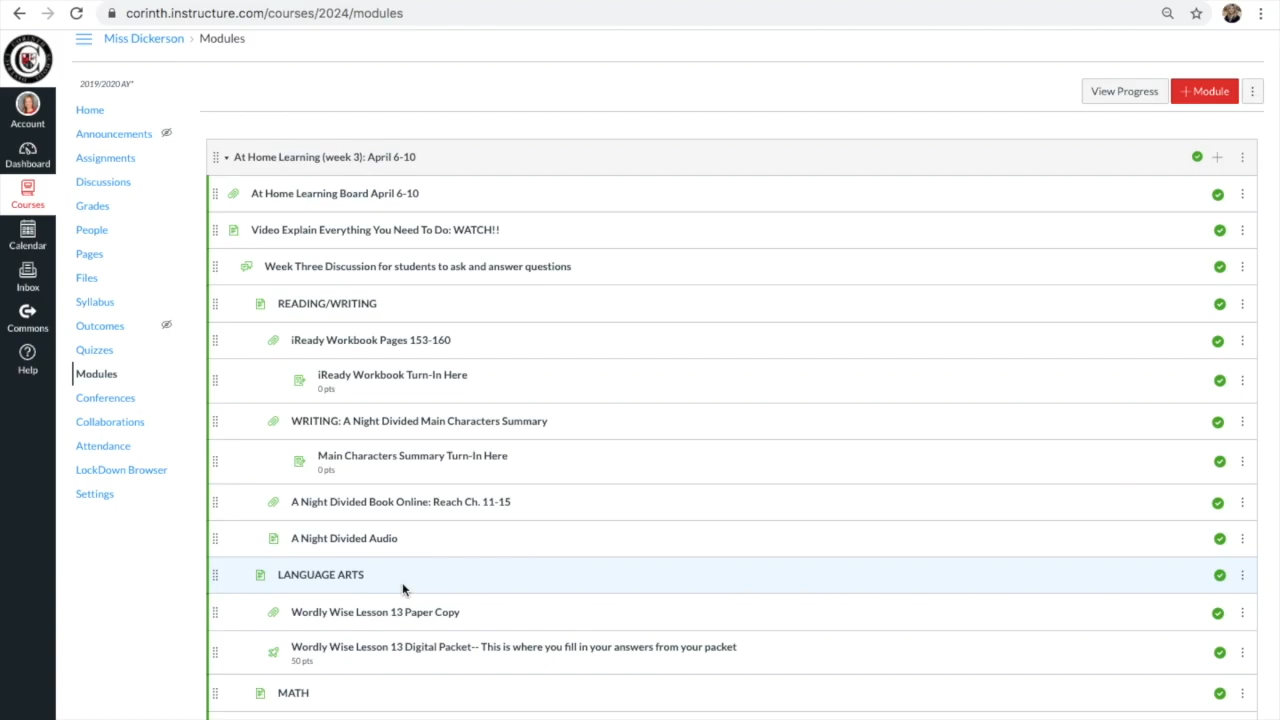 corinth.instructure.com/courses/2024/modules
Miss Dickerson › Modules
2019/2020 AY*
View Progress
+ Module
Account
Dashboard
Courses
Calendar
Inbox
Commons
Help
Home
Announcements
Assignments
Discussions
Grades
People
Pages
Files
Syllabus
Outcomes
Quizzes
Modules
Conferences
Collaborations
Attendance
LockDown Browser
Settings
At Home Learning (week 3): April 6-10
At Home Learning Board April 6-10
Video Explain Everything You Need To Do: WATCH!!
Week Three Discussion for students to ask and answer questions
READING/WRITING
iReady Workbook Pages 153-160
iReady Workbook Turn-In Here
0 pts
WRITING: A Night Divided Main Characters Summary
Main Characters Summary Turn-In Here
0 pts
A Night Divided Book Online: Reach Ch. 11-15
A Night Divided Audio
LANGUAGE ARTS
Wordly Wise Lesson 13 Paper Copy
Wordly Wise Lesson 13 Digital Packet-- This is where you fill in your answers from your packet
50 pts
MATH